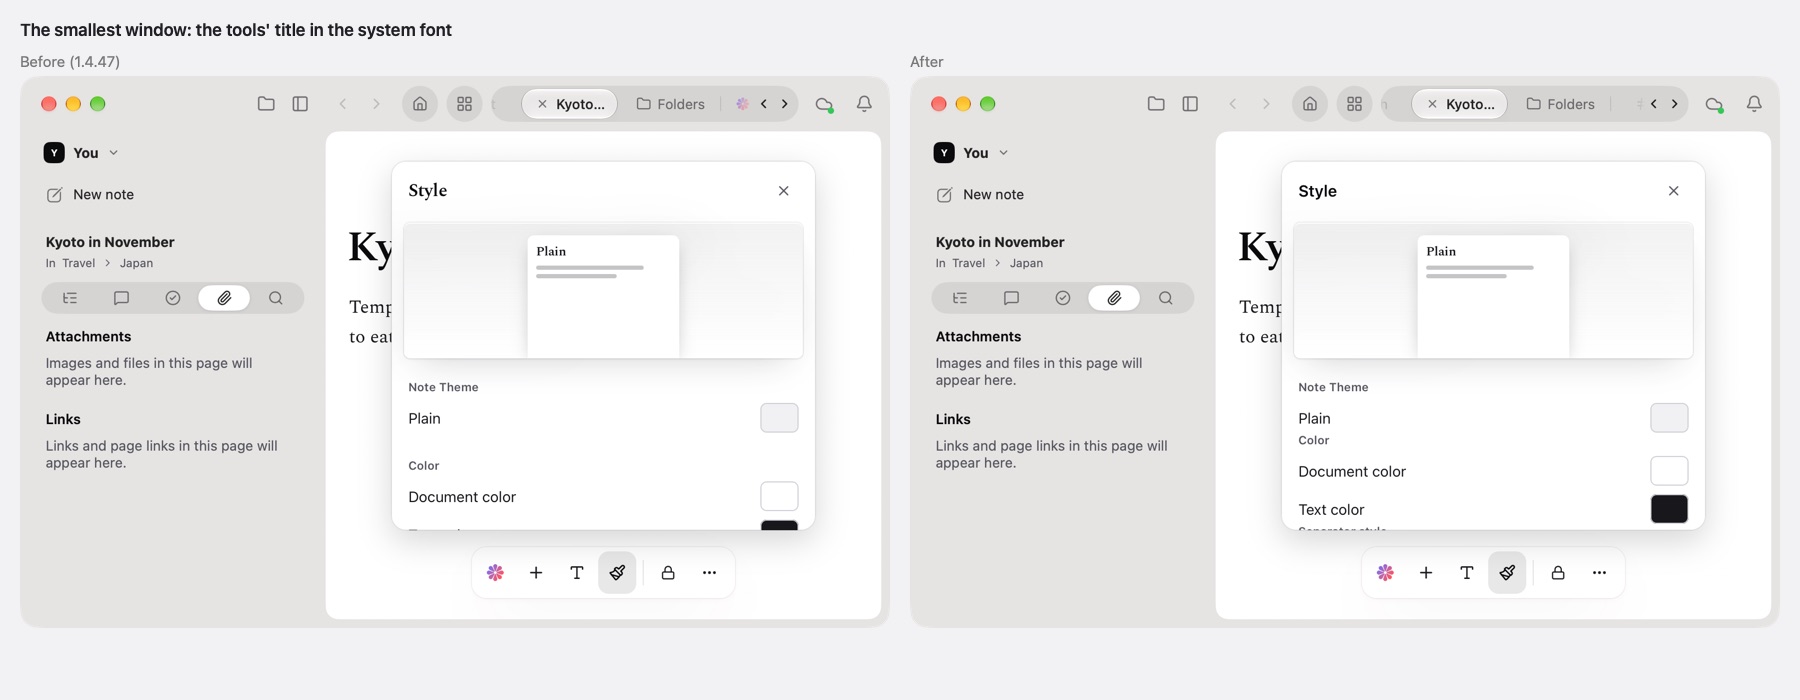 The smallest window: the tools' title in the system font
Before (1.4.47)
Kyoto...
Folders
Y You
New note
Kyoto in November
In Travel > Japan
Attachments
Images and files in this page will
appear here.
Links
Links and page links in this page will
appear here.
Ky
Temp
to eat
Style
Plain
Note Theme
Plain
Color
Document color
After
Kyoto...
Folders
Y You
New note
Kyoto in November
In Travel > Japan
Attachments
Images and files in this page will
appear here.
Links
Links and page links in this page will
appear here.
Ky
Temp
to eat
Style
Plain
Note Theme
Plain
Color
Document color
Text color
Separator style